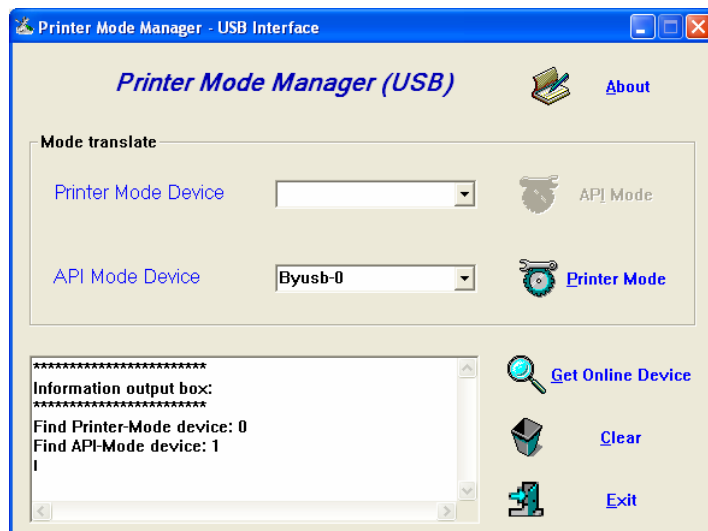 Printer Mode Manager - USB Interface
Printer Mode Manager (USB)
About
Mode translate
Printer Mode Device
API Mode
API Mode Device
Byusb-0
Printer Mode
************************
Information output box:
************************
Find Printer-Mode device: 0
Find API-Mode device: 1
Get Online Device
Clear
Exit